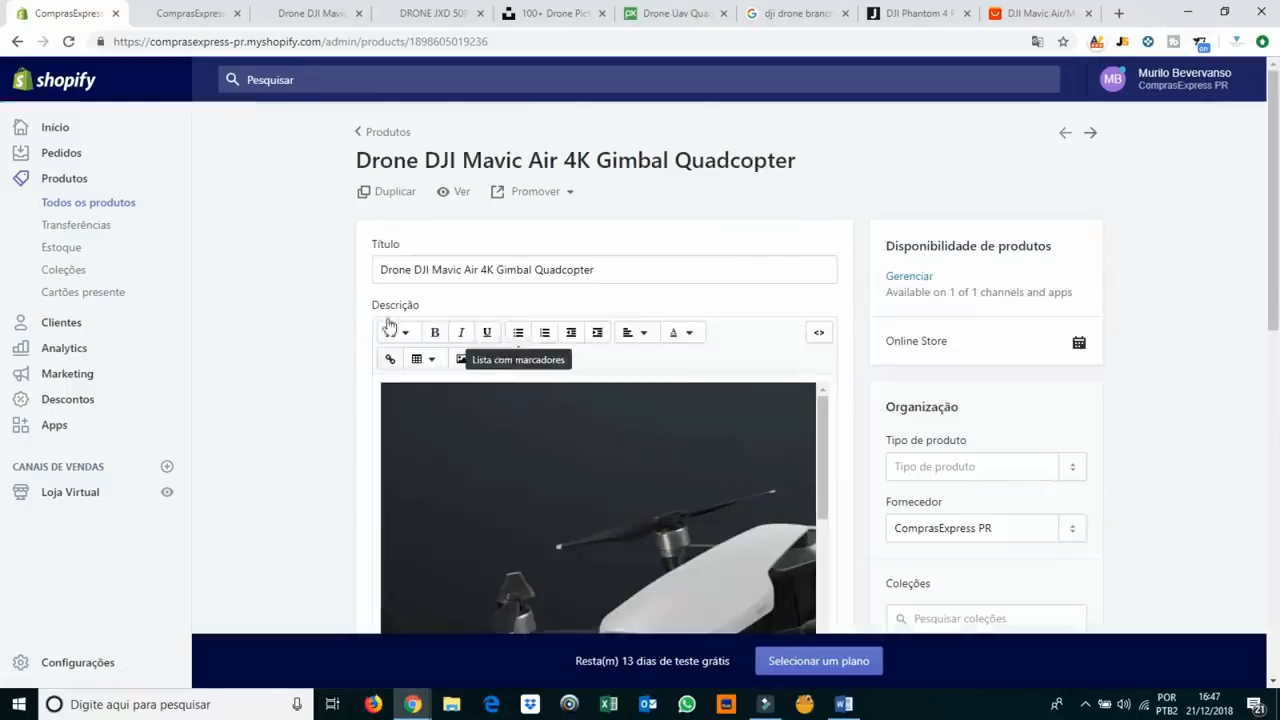 ComprasExpress
ComprasExpress
Drone DJI Mavic
DRONE JXD 509
100+ Drone Pict
Drone Uav Quad
dji drone branc
DJI Phantom 4 P
DJI Mavic Air/M
https://comprasexpress-pr.myshopify.com/admin/products/1898605019236
JS
on
shopify
Pesquisar
MB
Murilo Bevervanso
ComprasExpress PR
Início
Pedidos
Produtos
Todos os produtos
Transferências
Estoque
Coleções
Cartões presente
Clientes
Analytics
Marketing
Descontos
Apps
CANAIS DE VENDAS
Loja Virtual
Configurações
Produtos
Drone DJI Mavic Air 4K Gimbal Quadcopter
Duplicar
Ver
Promover
Título
Drone DJI Mavic Air 4K Gimbal Quadcopter
Descrição
B I U A
Lista com marcadores
Disponibilidade de produtos
Gerenciar
Available on 1 of 1 channels and apps
Online Store
Organização
Tipo de produto
Tipo de produto
Fornecedor
ComprasExpress PR
Coleções
Pesquisar coleções
Resta(m) 13 dias de teste grátis
Selecionar um plano
Digite aqui para pesquisar
POR
PTB2
16:47
21/12/2018
21